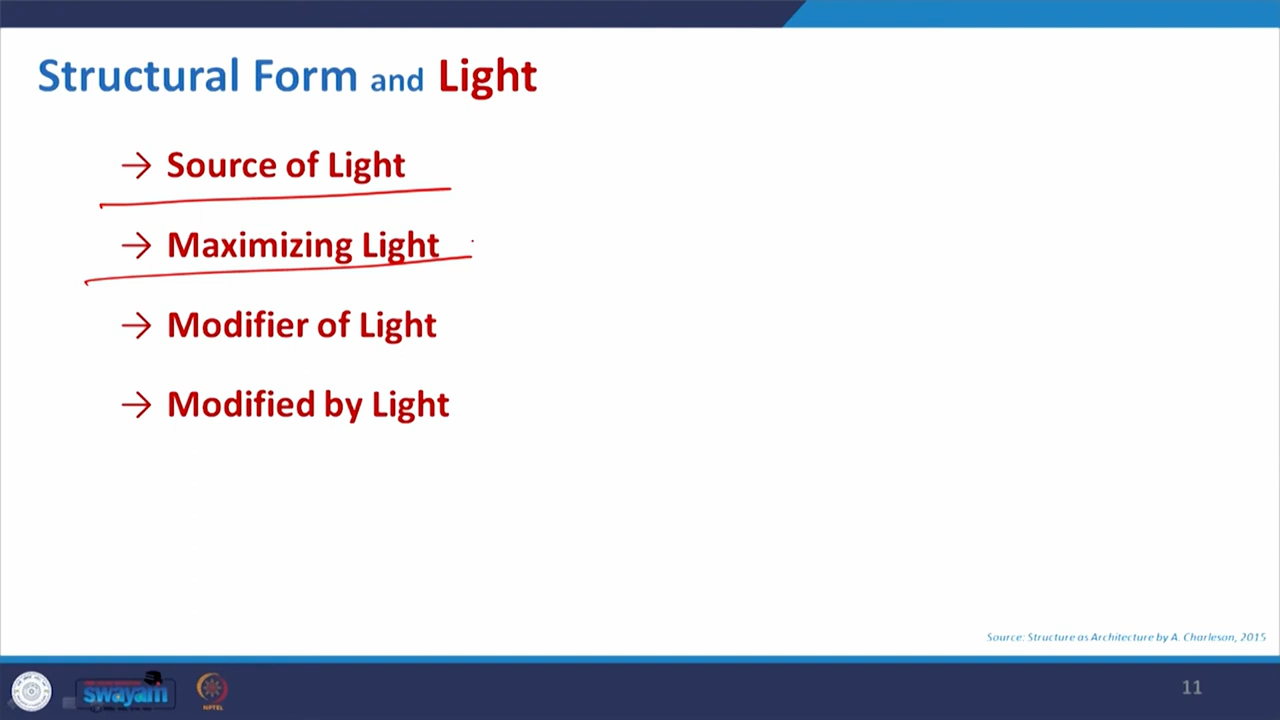 Structural Form and Light
→ Source of Light
→ Maximizing Light
→ Modifier of Light
→ Modified by Light
Source: Structure as Architecture by A. Charleson, 2015
swayam
NPTEL
11